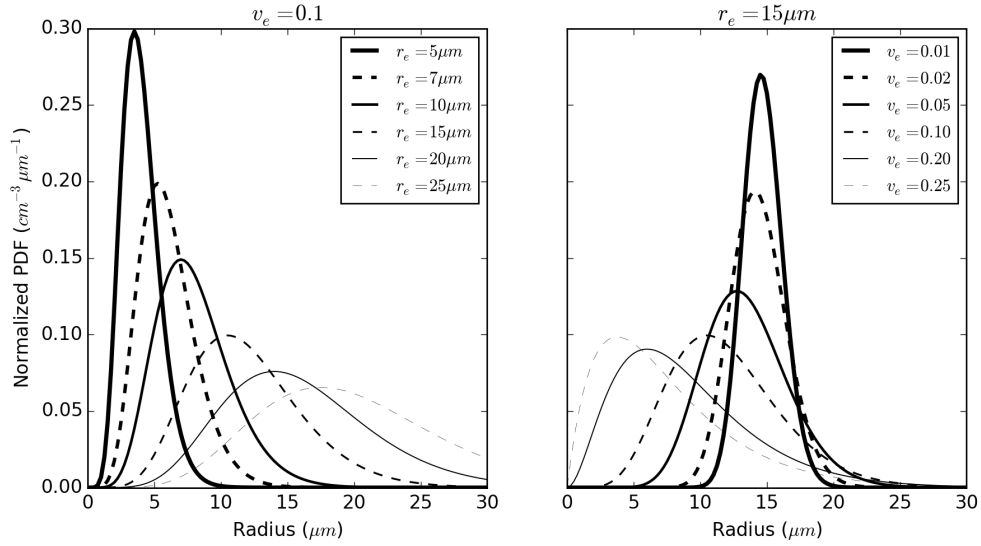 v_e = 0.1
r_e = 15μm
Normalized PDF (cm⁻³ μm⁻¹)
0.30
0.25
0.20
0.15
0.10
0.05
0.00
r_e = 5μm
r_e = 7μm
r_e = 10μm
r_e = 15μm
r_e = 20μm
r_e = 25μm
0 5 10 15 20 25 30
Radius (μm)
v_e = 0.01
v_e = 0.02
v_e = 0.05
v_e = 0.10
v_e = 0.20
v_e = 0.25
0 5 10 15 20 25 30
Radius (μm)